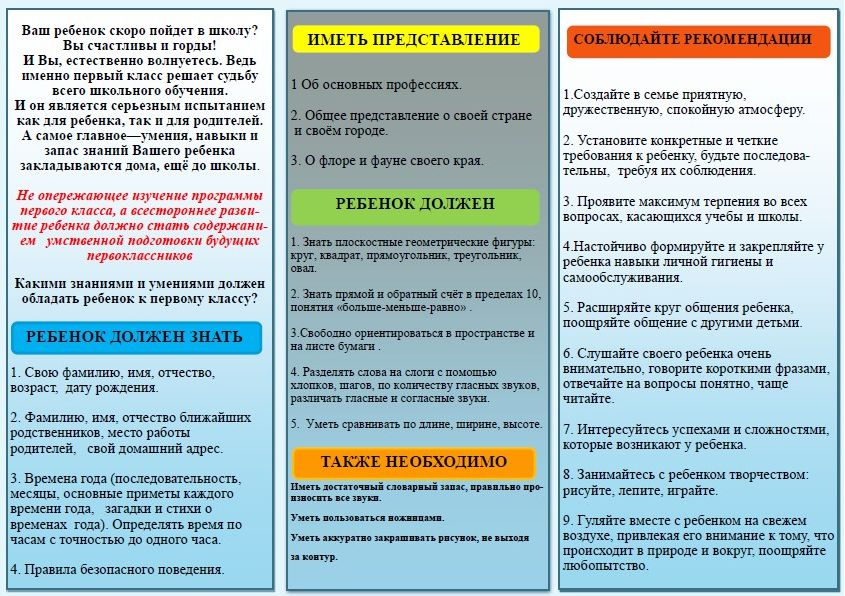 Ваш ребенок скоро пойдет в школу?
Вы счастливы и горды!
И Вы, естественно волнуетесь. Ведь
именно первый класс решает судьбу
всего школьного обучения.
И он является серьезным испытанием
как для ребенка, так и для родителей.
А самое главное—умения, навыки и
запас знаний Вашего ребенка
закладываются дома, ещё до школы.
Не опережающее изучение программы
первого класса, а всестороннее разви-
тие ребенка должно стать содержани-
ем умственной подготовки будущих
первоклассников
Какими знаниями и умениями должен
обладать ребенок к первому классу?
РЕБЕНОК ДОЛЖЕН ЗНАТЬ
1. Свою фамилию, имя, отчество,
возраст, дату рождения.
2. Фамилию, имя, отчество ближайших
родственников, место работы
родителей, свой домашний адрес.
3. Времена года (последовательность,
месяцы, основные приметы каждого
времени года, загадки и стихи о
временах года). Определять время по
часам с точностью до одного часа.
4. Правила безопасного поведения.
ИМЕТЬ ПРЕДСТАВЛЕНИЕ
1 Об основных профессиях.
2. Общее представление о своей стране
и своём городе.
3. О флоре и фауне своего края.
РЕБЕНОК ДОЛЖЕН
1. Знать плоскостные геометрические фигуры:
круг, квадрат, прямоугольник, треугольник,
овал.
2. Знать прямой и обратный счёт в пределах 10,
понятия «больше-меньше-равно» .
3.Свободно ориентироваться в пространстве и
на листе бумаги .
4. Разделять слова на слоги с помощью
хлопков, шагов, по количеству гласных звуков,
различать гласные и согласные звуки.
5. Уметь сравнивать по длине, ширине, высоте.
ТАКЖЕ НЕОБХОДИМО
Иметь достаточный словарный запас, правильно про-
износить все звуки.
Уметь пользоваться ножницами.
Уметь аккуратно закрашивать рисунок, не выходя
за контур.
СОБЛЮДАЙТЕ РЕКОМЕНДАЦИИ
1.Создайте в семье приятную,
дружественную, спокойную атмосферу.
2. Установите конкретные и четкие
требования к ребенку, будьте последова-
тельны, требуя их соблюдения.
3. Проявите максимум терпения во всех
вопросах, касающихся учебы и школы.
4.Настойчиво формируйте и закрепляйте у
ребенка навыки личной гигиены и
самообслуживания.
5. Расширяйте круг общения ребенка,
поощряйте общение с другими детьми.
6. Слушайте своего ребенка очень
внимательно, говорите короткими фразами,
отвечайте на вопросы понятно, чаще
читайте.
7. Интересуйтесь успехами и сложностями,
которые возникают у ребенка.
8. Занимайтесь с ребенком творчеством:
рисуйте, лепите, играйте.
9. Гуляйте вместе с ребенком на свежем
воздухе, привлекая его внимание к тому, что
происходит в природе и вокруг, поощряйте
любопытство.